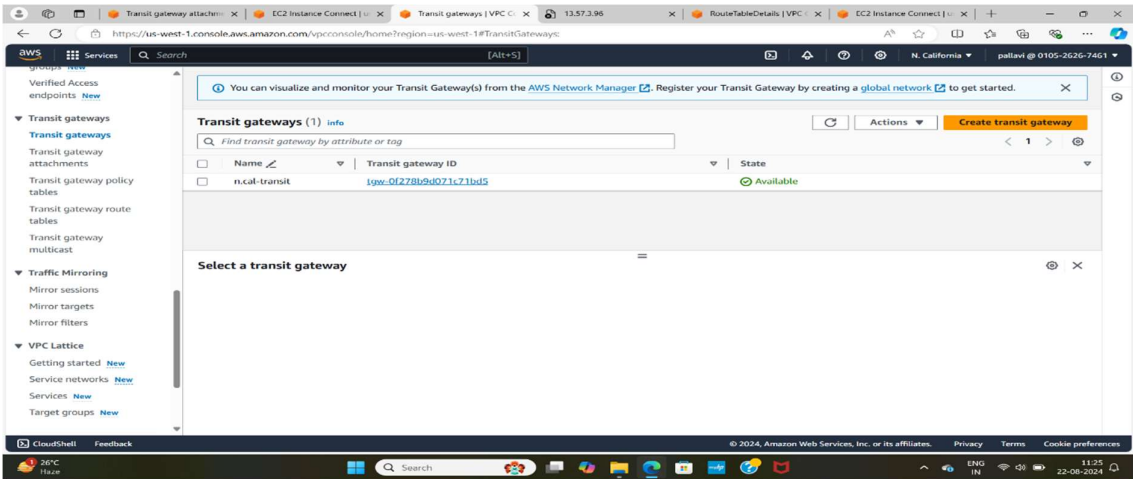 Transit gateway attachme
EC2 Instance Connect | u
Transit gateways | VPC C
13.57.3.96
RouteTableDetails | VPC
EC2 Instance Connect | u
https://us-west-1.console.aws.amazon.com/vpcconsole/home?region=us-west-1#TransitGateways:
aws
Services
Search
[Alt+S]
N. California
pallavi @ 0105-2626-7461
groups New
Verified Access
endpoints New
Transit gateways
Transit gateways
Transit gateway
attachments
Transit gateway policy
tables
Transit gateway route
tables
Transit gateway
multicast
Traffic Mirroring
Mirror sessions
Mirror targets
Mirror filters
VPC Lattice
Getting started New
Service networks New
Services New
Target groups New
You can visualize and monitor your Transit Gateway(s) from the AWS Network Manager. Register your Transit Gateway by creating a global network to get started.
Transit gateways (1) info
Actions
Create transit gateway
Find transit gateway by attribute or tag
1
Name
Transit gateway ID
State
n.cal-transit
tgw-0f278b9d071c71bd5
Available
Select a transit gateway
CloudShell
Feedback
© 2024, Amazon Web Services, Inc. or its affiliates.
Privacy
Terms
Cookie preferences
26°C
Haze
Search
ENG
IN
11:25
22-08-2024